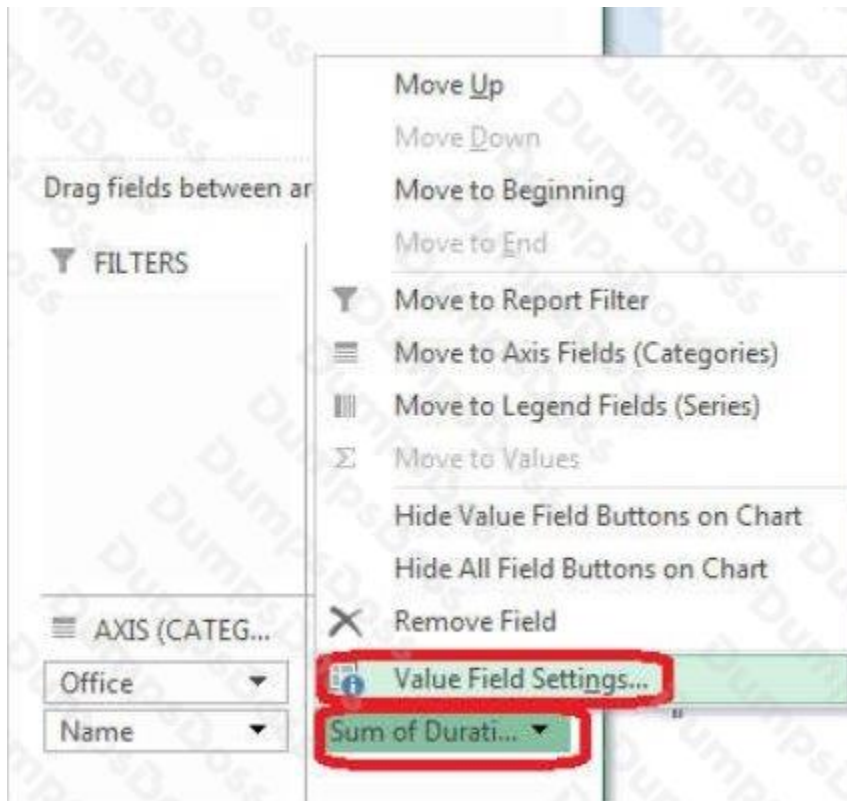 Move Up
Move Down
Drag fields between ar
Move to Beginning
FILTERS
Move to End
Move to Report Filter
Move to Axis Fields (Categories)
Move to Legend Fields (Series)
Σ Move to Values
Hide Value Field Buttons on Chart
Hide All Field Buttons on Chart
AXIS (CATEG...
Remove Field
Office
Value Field Settings...
Name
Sum of Durati...
DumpsDoss